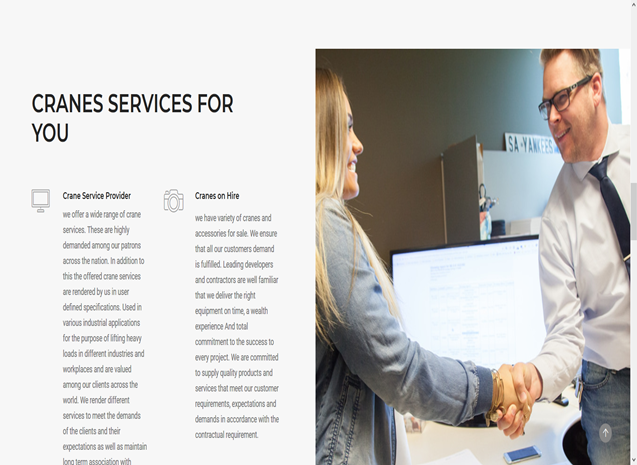 CRANES SERVICES FOR
YOU
Crane Service Provider
we offer a wide range of crane
services. These are highly
demanded among our patrons
across the nation. In addition to
this the offered crane services
are rendered by us in user
defined specifications. Used in
various industrial applications
for the purpose of lifting heavy
loads in different industries and
workplaces and are valued
among our clients across the
world. We render different
services to meet the demands
of the clients and their
expectations as well as maintain
long term association with
Cranes on Hire
we have variety of cranes and
accessories for sale. We ensure
that all our customers demand
is fulfilled. Leading developers
and contractors are well familiar
that we deliver the right
equipment on time, a wealth
experience And total
commitment to the success to
every project. We are committed
to supply quality products and
services that meet our customer
requirements, expectations and
demands in accordance with the
contractual requirement.
SA-YANKEES